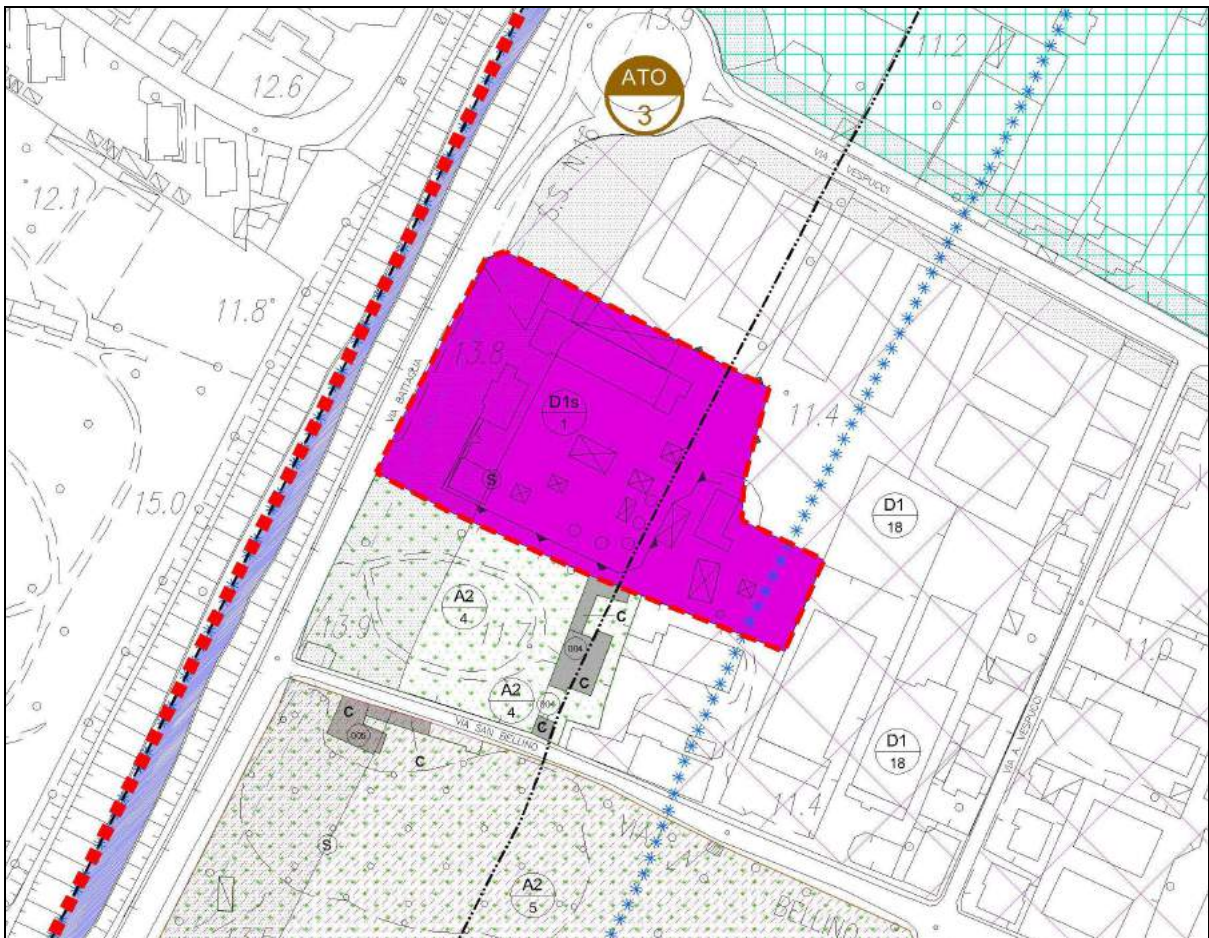 13.9
11.2
ATO
3
12.6
S.S. N.
VIA A. VESPUCCI
12.1
11.8
VIA BATTAGLIA
13.8
D1s
1
11.4
15.0
S
D1
18
A2
4
C
13.9
11.7
004
11.0
A2
4
C
004
C
C
005
VIA SAN BELLINO
C
D1
18
VIA A. VESPUCCI
11.4
S
VIA
A2
5
BELLINO